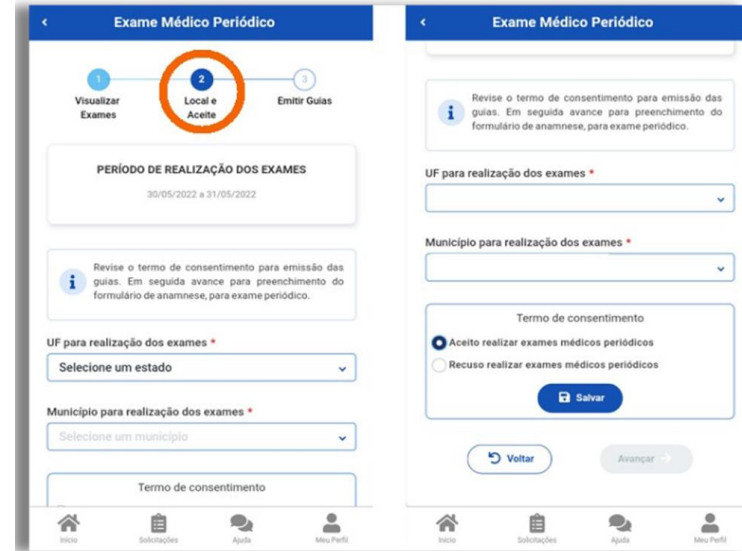 Exame Médico Periódico
1
2
3
Visualizar
Exames
Local e
Aceite
Emitir Guias
PERÍODO DE REALIZAÇÃO DOS EXAMES
30/05/2022 a 31/05/2022
Revise o termo de consentimento para emissão das
guias. Em seguida avance para preenchimento do
formulário de anamnese, para exame periódico.
UF para realização dos exames *
Selecione um estado
Município para realização dos exames *
Selecione um município
Termo de consentimento
Início
Solicitações
Ajuda
Meu Perfil
Exame Médico Periódico
Revise o termo de consentimento para emissão das
guias. Em seguida avance para preenchimento do
formulário de anamnese, para exame periódico.
UF para realização dos exames *
Município para realização dos exames *
Termo de consentimento
Aceito realizar exames médicos periódicos
Recuso realizar exames médicos periódicos
Salvar
Voltar
Avançar
Início
Solicitações
Ajuda
Meu Perfil